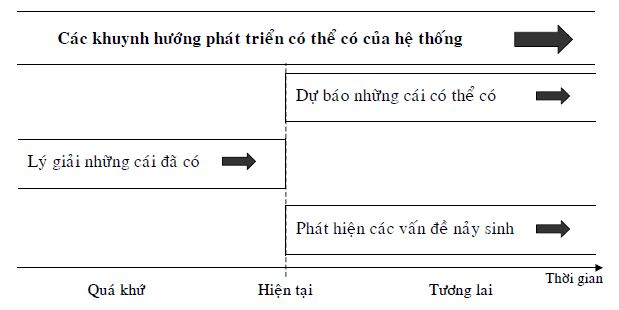 Các khuynh hướng phát triển có thể có của hệ thống
Dự báo những cái có thể có
Lý giải những cái đã có
Phát hiện các vấn đề nảy sinh
Thời gian
Quá khứ
Hiện tại
Tương lai